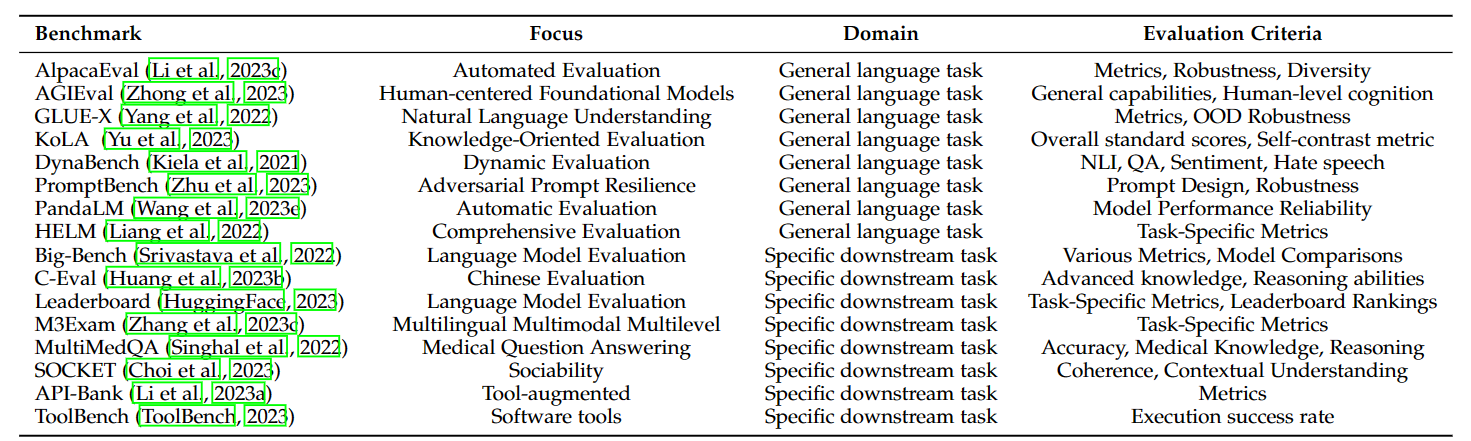 Benchmark Focus Domain Evaluation Criteria
AlpacaEval (Li et al., 2023c) Automated Evaluation General language task Metrics, Robustness, Diversity
AGIEval (Zhong et al., 2023) Human-centered Foundational Models General language task General capabilities, Human-level cognition
GLUE-X (Yang et al., 2022) Natural Language Understanding General language task Metrics, OOD Robustness
KoLA (Yu et al., 2023) Knowledge-Oriented Evaluation General language task Overall standard scores, Self-contrast metric
DynaBench (Kiela et al., 2021) Dynamic Evaluation General language task NLI, QA, Sentiment, Hate speech
PromptBench (Zhu et al., 2023) Adversarial Prompt Resilience General language task Prompt Design, Robustness
PandaLM (Wang et al., 2023e) Automatic Evaluation General language task Model Performance Reliability
HELM (Liang et al., 2022) Comprehensive Evaluation General language task Task-Specific Metrics
Big-Bench (Srivastava et al., 2022) Language Model Evaluation Specific downstream task Various Metrics, Model Comparisons
C-Eval (Huang et al., 2023b) Chinese Evaluation Specific downstream task Advanced knowledge, Reasoning abilities
Leaderboard (HuggingFace, 2023) Language Model Evaluation Specific downstream task Task-Specific Metrics, Leaderboard Rankings
M3Exam (Zhang et al., 2023c) Multilingual Multimodal Multilevel Specific downstream task Task-Specific Metrics
MultiMedQA (Singhal et al., 2022) Medical Question Answering Specific downstream task Accuracy, Medical Knowledge, Reasoning
SOCKET (Choi et al., 2023) Sociability Specific downstream task Coherence, Contextual Understanding
API-Bank (Li et al., 2023a) Tool-augmented Specific downstream task Metrics
ToolBench (ToolBench, 2023) Software tools Specific downstream task Execution success rate